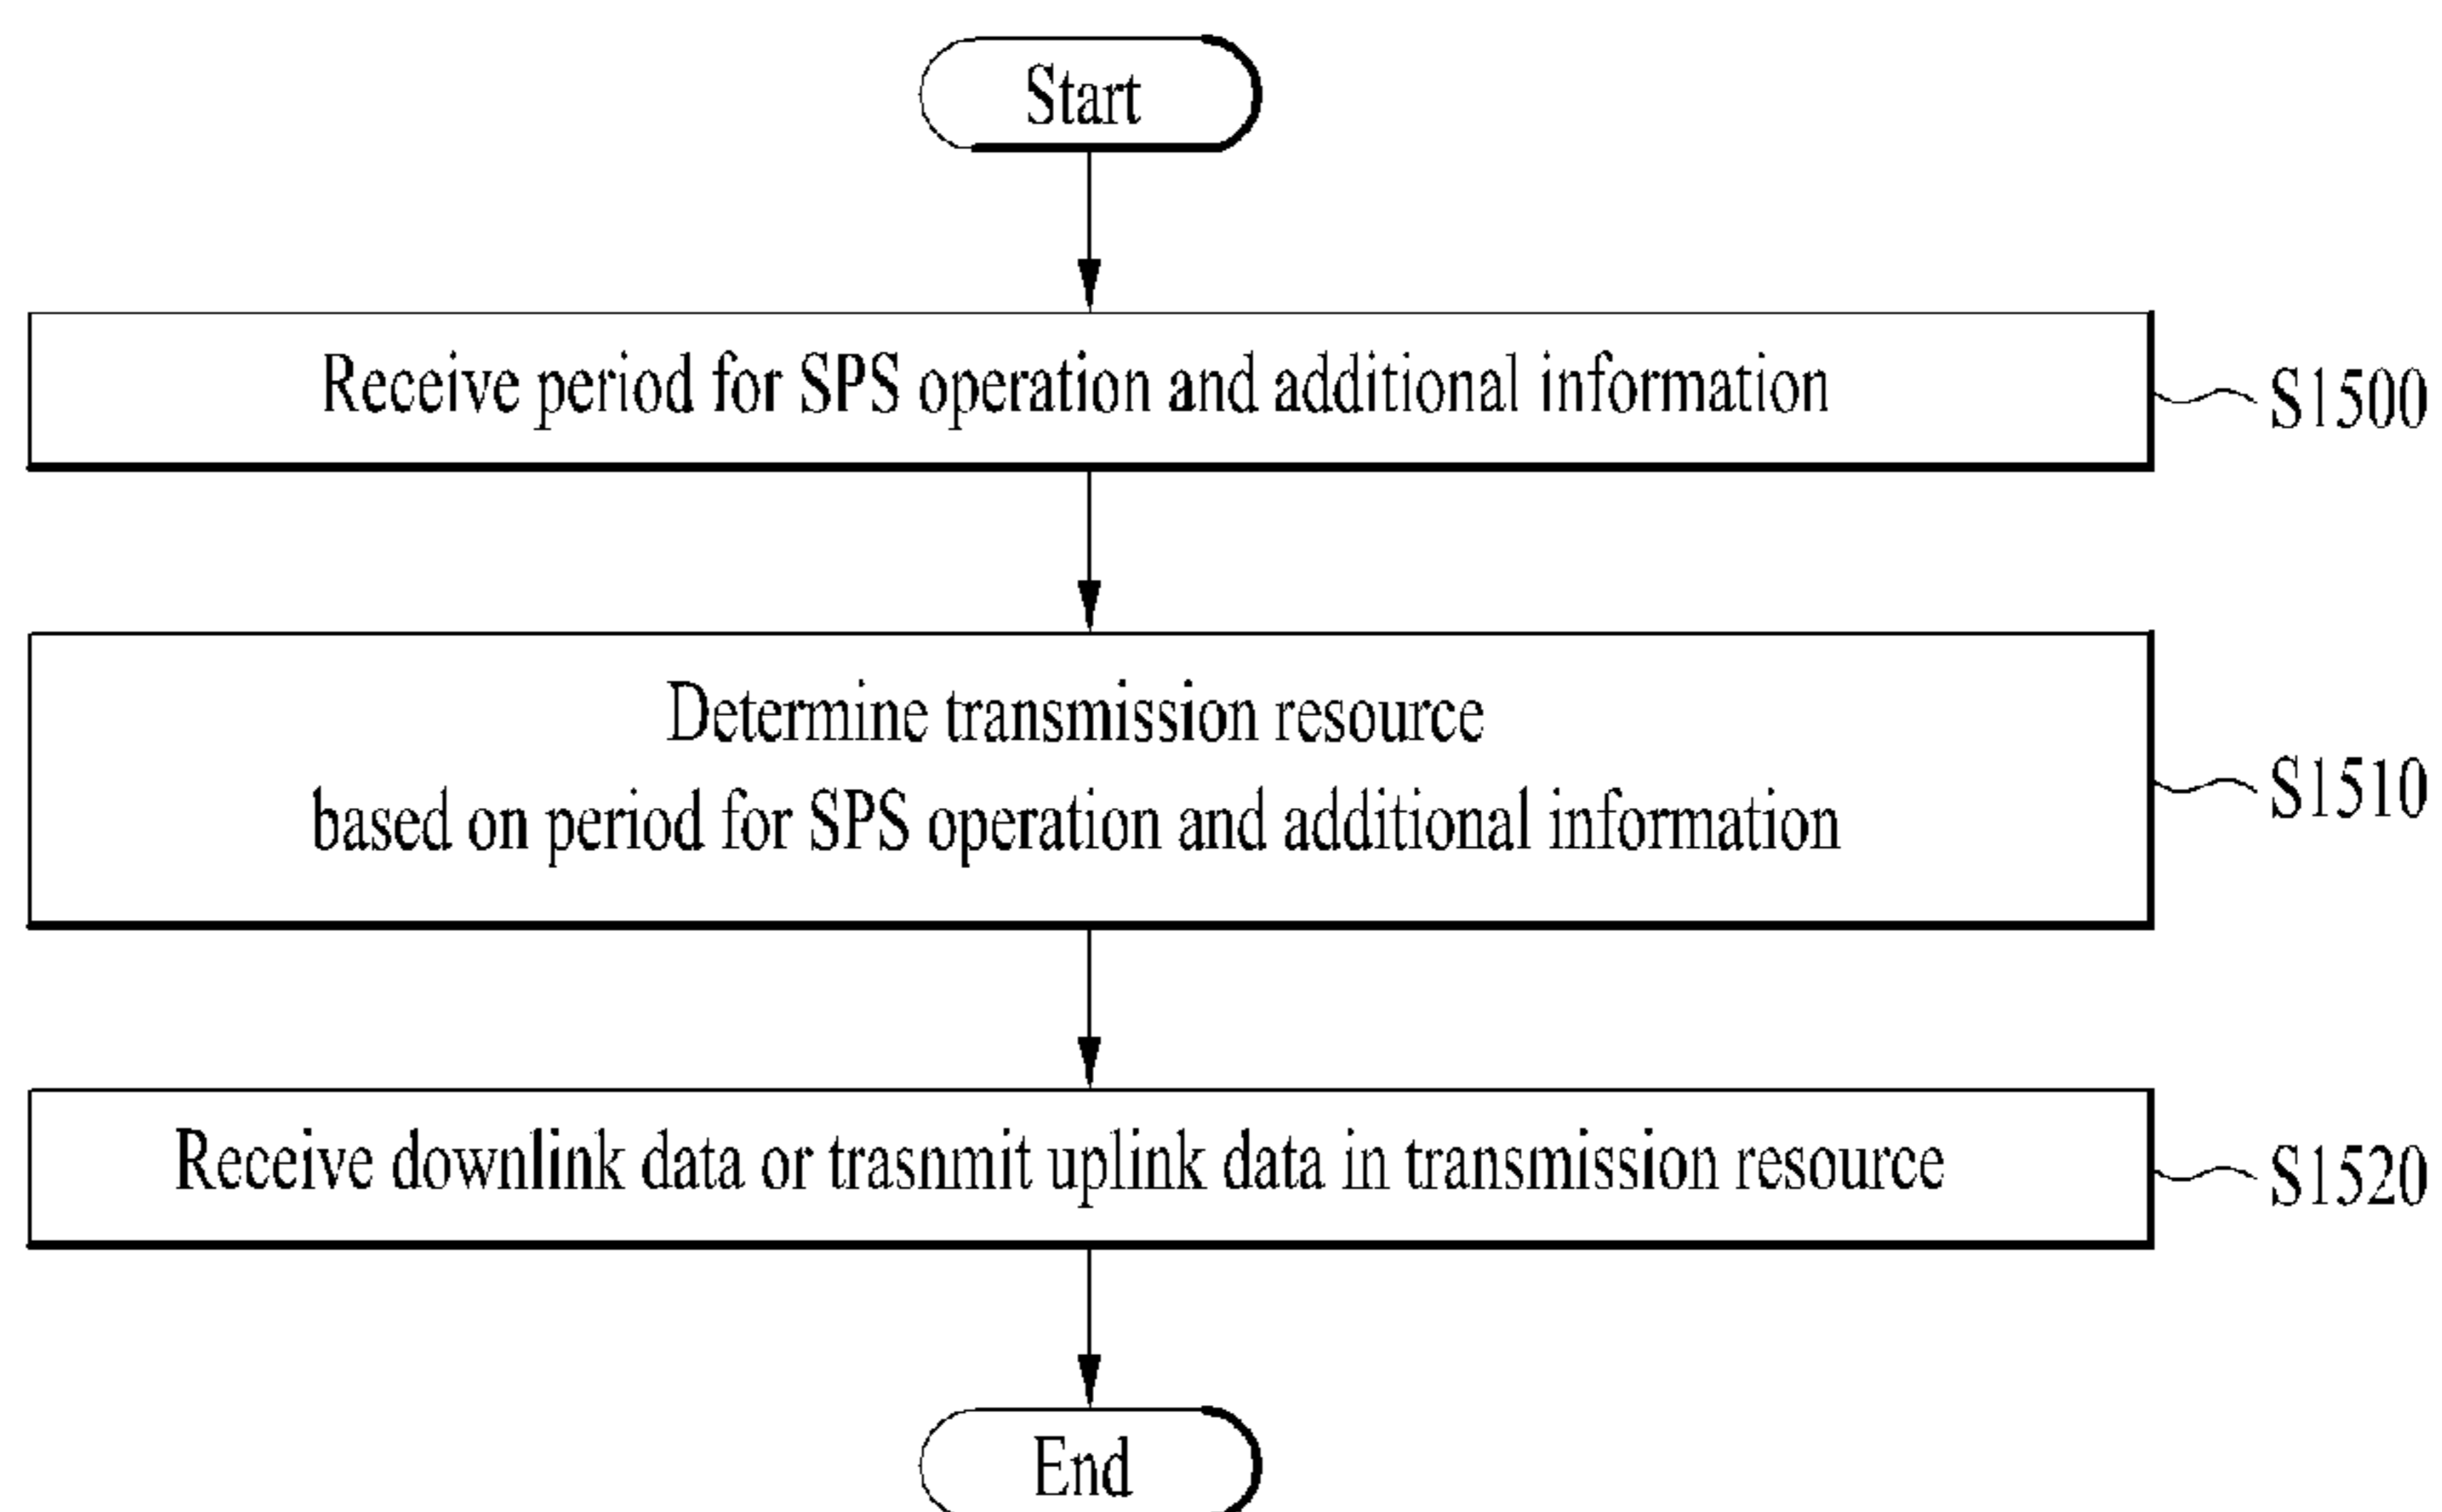 Start
Receive period for SPS operation and additional information
S1500
Determine transmission resource
based on period for SPS operation and additional information
S1510
Receive downlink data or trasnmit uplink data in transmission resource
S1520
End